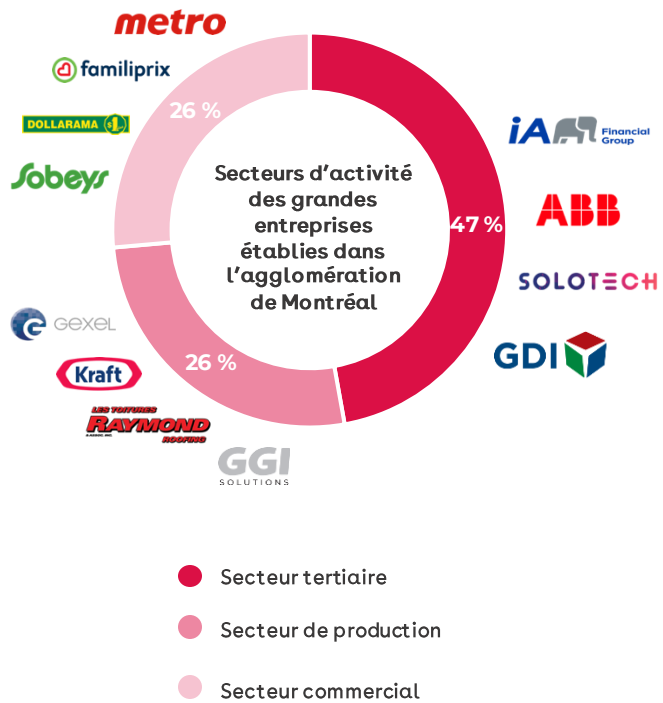 metro
familiprix
26 %
DOLLARAMA $1
iA Financial
Group
Sobeys
Secteurs d'activité
des grandes
entreprises
établies dans
l'agglomération
de Montréal
47 %
ABB
SOLOTECH
GEXEL
GDI
Kraft
26 %
LES TOITURES
RAYMOND
ROOFING
GGI
SOLUTIONS
Secteur tertiaire
Secteur de production
Secteur commercial